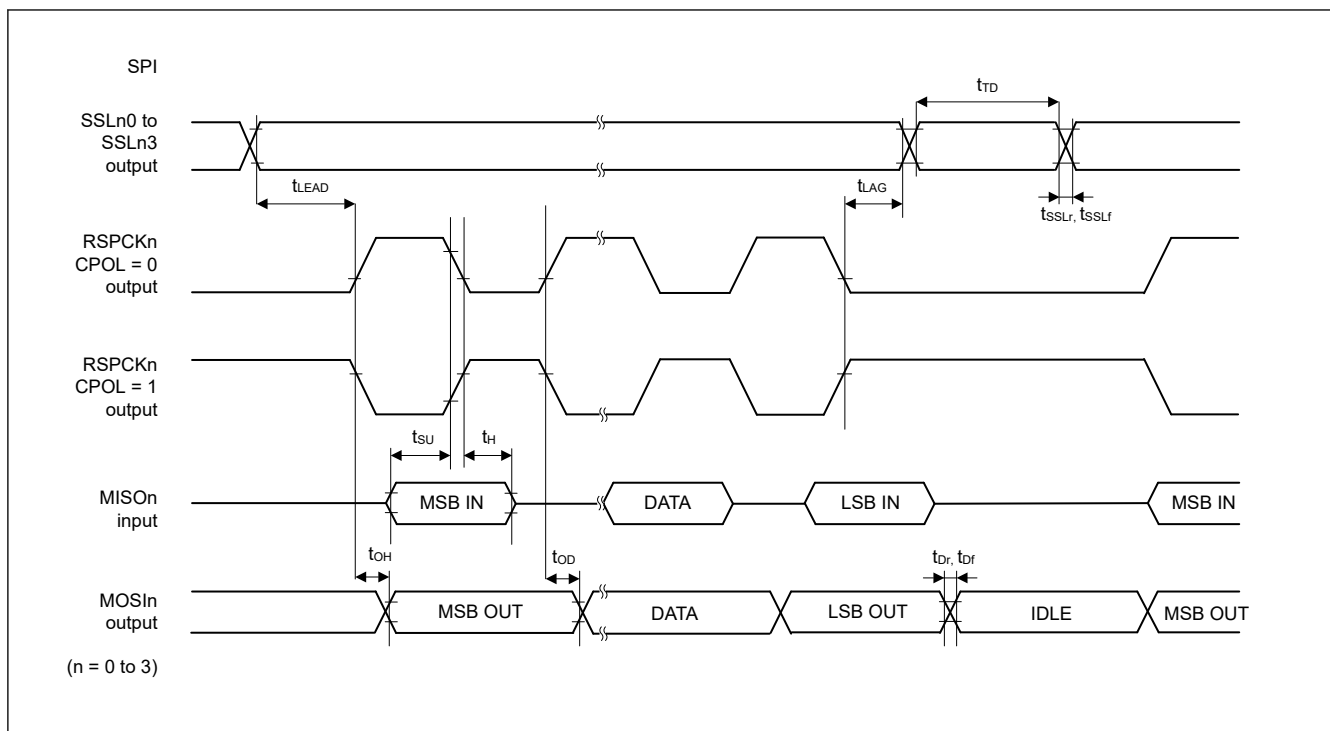 SPI
tTD
SSLn0 to
SSLn3
output
tLEAD
tLAG
tSSLr, tSSLf
RSPCKn
CPOL = 0
output
RSPCKn
CPOL = 1
output
tSU
tH
MISOn
input
MSB IN
DATA
LSB IN
MSB IN
tOH
tOD
tDr, tDf
MOSIn
output
MSB OUT
DATA
LSB OUT
IDLE
MSB OUT
(n = 0 to 3)